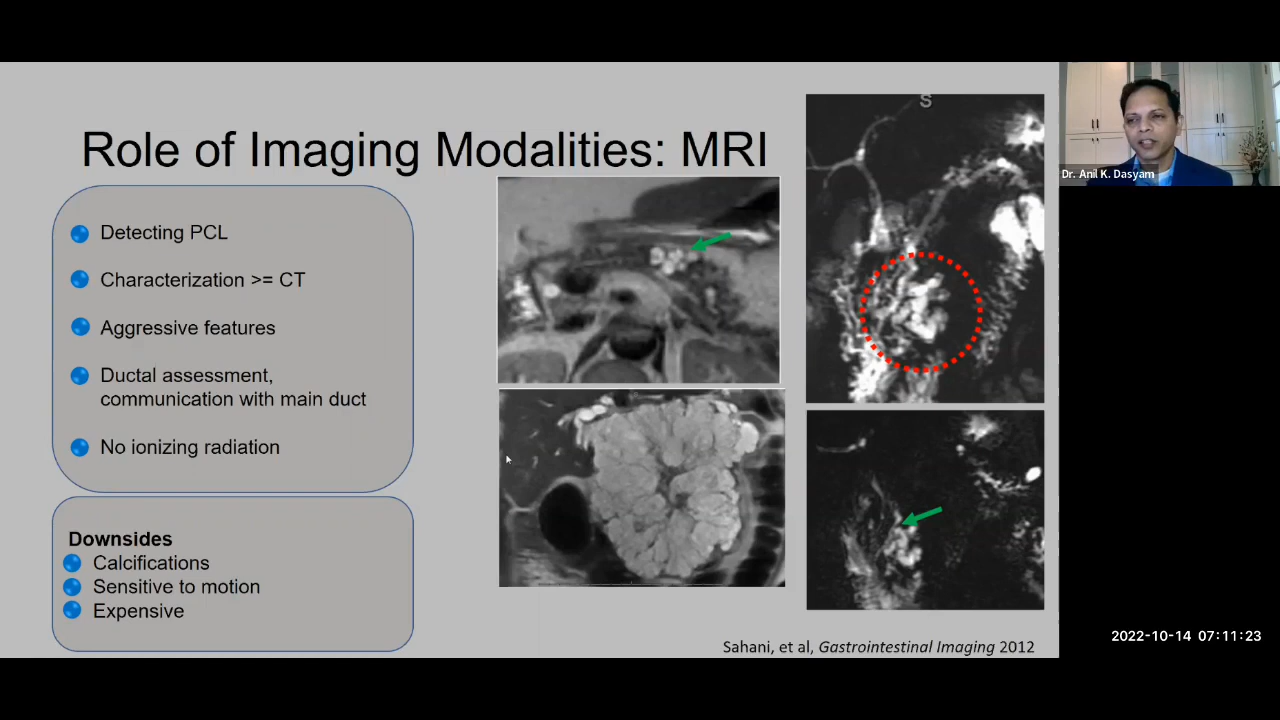 Role of Imaging Modalities: MRI
Detecting PCL
Characterization >= CT
Aggressive features
Ductal assessment,
communication with main duct
No ionizing radiation
Downsides
Calcifications
Sensitive to motion
Expensive
S
Sahani, et al, Gastrointestinal Imaging 2012
Dr. Anil K. Dasyam
2022-10-14 07:11:23